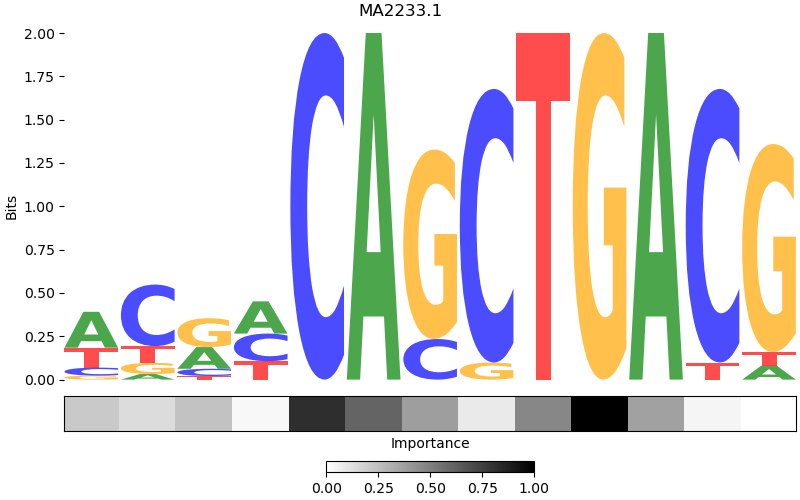 MA2233.1
2.00
1.75
1.50
1.25
1.00
0.75
0.50
0.25
0.00
Bits
A C G A C A G C T G A C G
T T A C C G T T
C G C T A
G A T
Importance
0.00 0.25 0.50 0.75 1.00